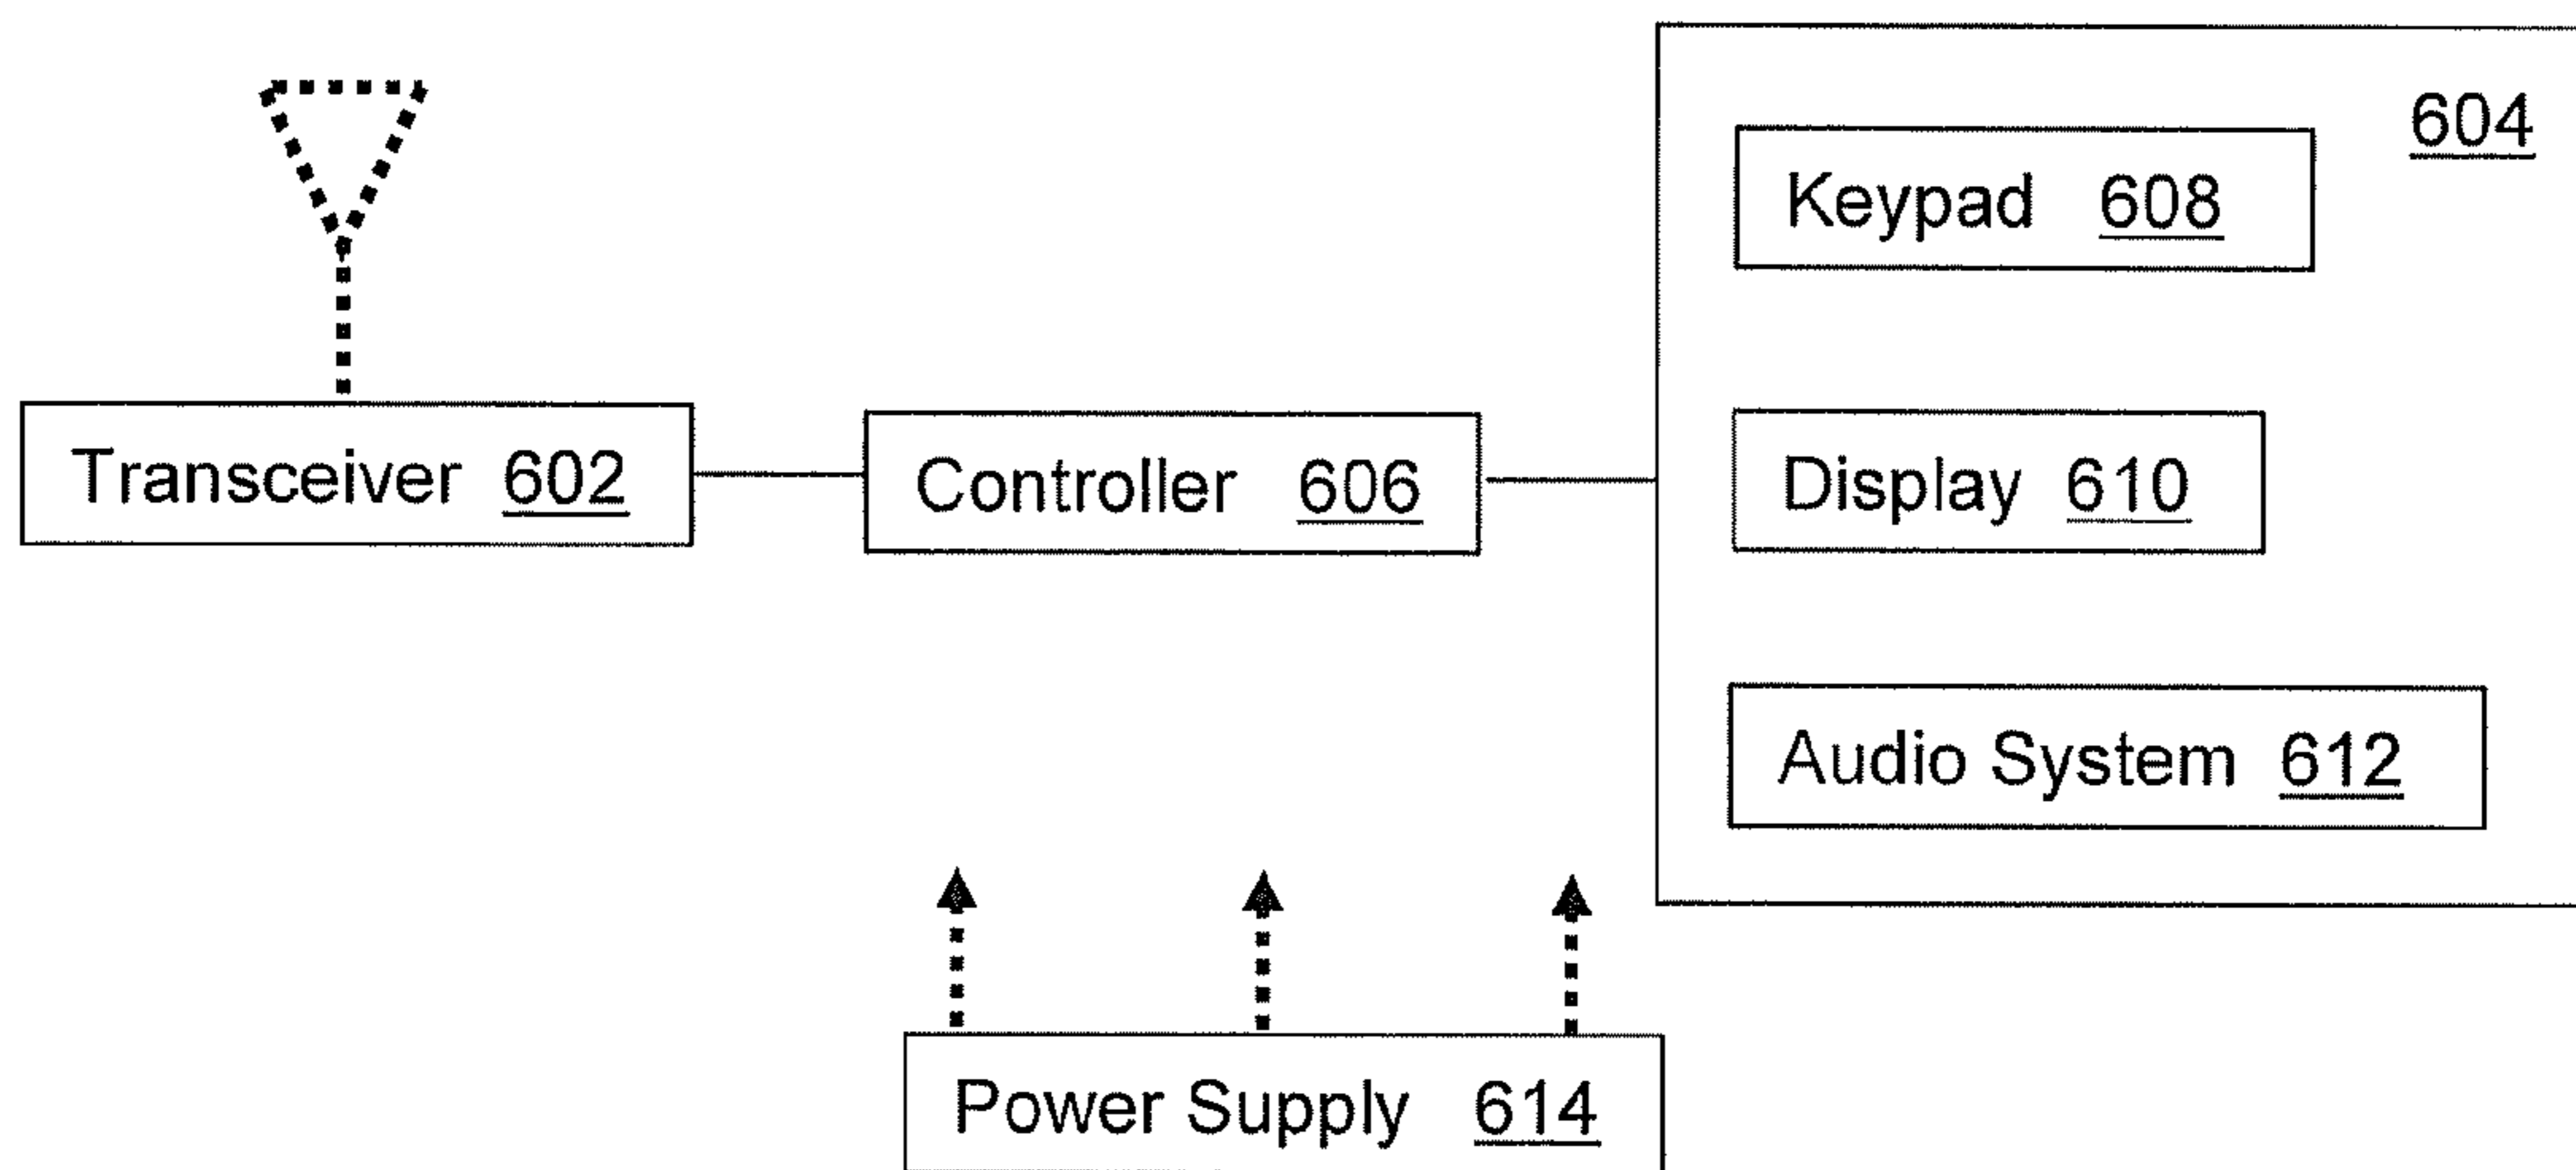 604
Keypad 608
Transceiver 602
Controller 606
Display 610
Audio System 612
Power Supply 614